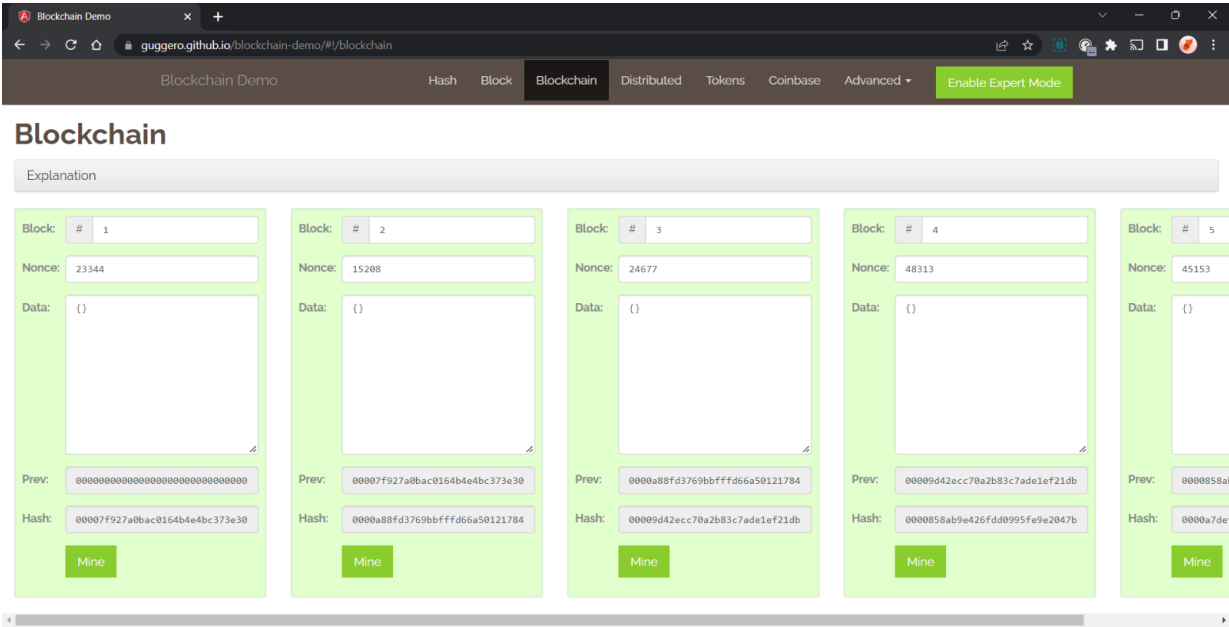 Blockchain Demo
guggero.github.io/blockchain-demo/#!/blockchain
Blockchain Demo Hash Block Blockchain Distributed Tokens Coinbase Advanced Enable Expert Mode
Blockchain
Explanation
Block: # 1
Nonce: 23344
Data: {}
Prev: 00000000000000000000000000000
Hash: 00007f927a0bac0164b4e4bc373e30
Mine
Block: # 2
Nonce: 15208
Data: {}
Prev: 00007f927a0bac0164b4e4bc373e30
Hash: 0000a88fd3769bbfffd66a50121784
Mine
Block: # 3
Nonce: 24677
Data: {}
Prev: 0000a88fd3769bbfffd66a50121784
Hash: 00009d42ecc70a2b83c7ade1ef21db
Mine
Block: # 4
Nonce: 48313
Data: {}
Prev: 00009d42ecc70a2b83c7ade1ef21db
Hash: 0000858ab9e426fdd0995fe9e2047b
Mine
Block: # 5
Nonce: 45153
Data: {}
Prev: 0000858a
Hash: 0000a7de
Mine